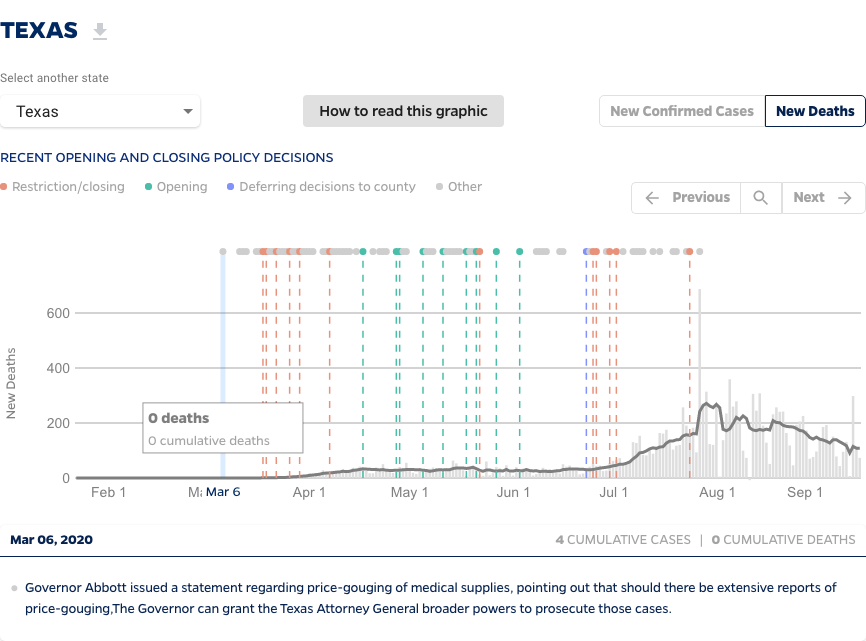 TEXAS
Select another state
Texas
How to read this graphic
New Confirmed Cases
New Deaths
RECENT OPENING AND CLOSING POLICY DECISIONS
Restriction/closing
Opening
Deferring decisions to county
Other
Previous
Next
New Deaths
600
400
200
0
0 deaths
0 cumulative deaths
Feb 1
Mar 6
Apr 1
May 1
Jun 1
Jul 1
Aug 1
Sep 1
Mar 06, 2020
4 CUMULATIVE CASES | 0 CUMULATIVE DEATHS
Governor Abbott issued a statement regarding price-gouging of medical supplies, pointing out that should there be extensive reports of
price-gouging,The Governor can grant the Texas Attorney General broader powers to prosecute those cases.